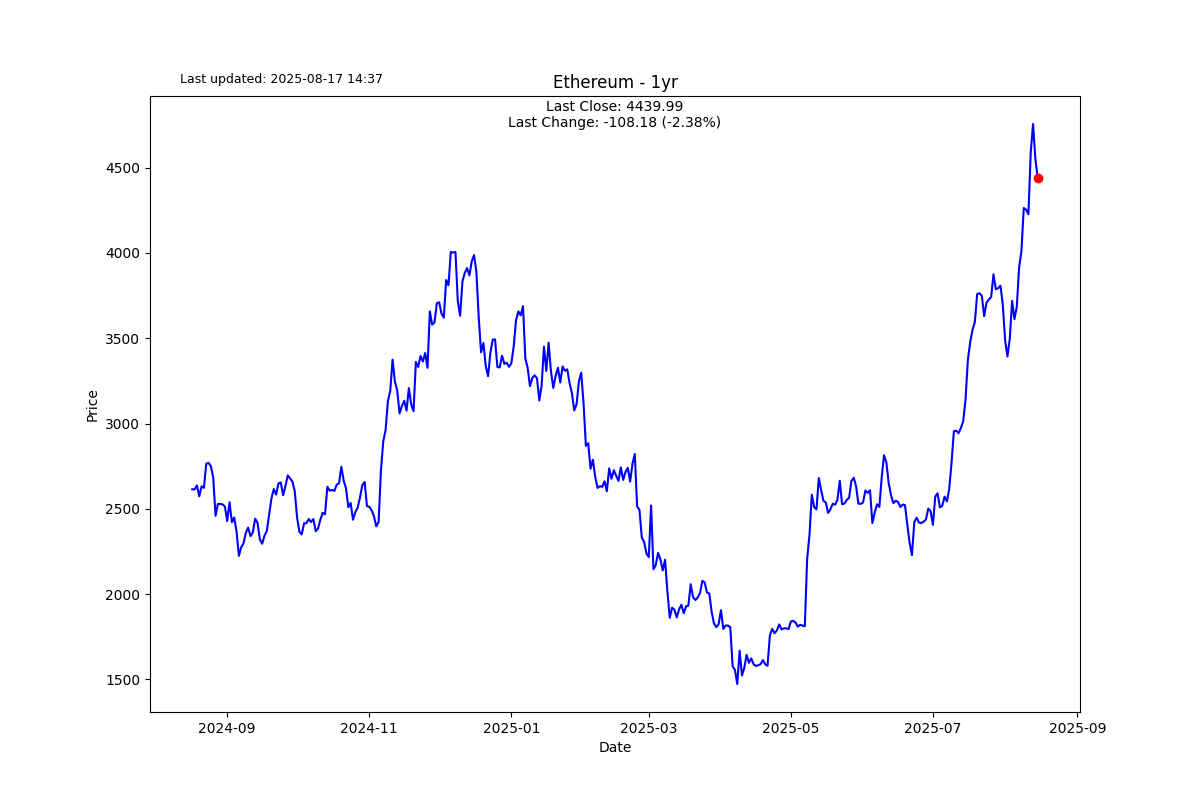 Last updated: 2025-08-17 14:37
Ethereum - 1yr
Last Close: 4439.99
Last Change: -108.18 (-2.38%)
4500
4000
3500
3000
2500
2000
1500
Price
2024-09
2024-11
2025-01
2025-03
2025-05
2025-07
2025-09
Date